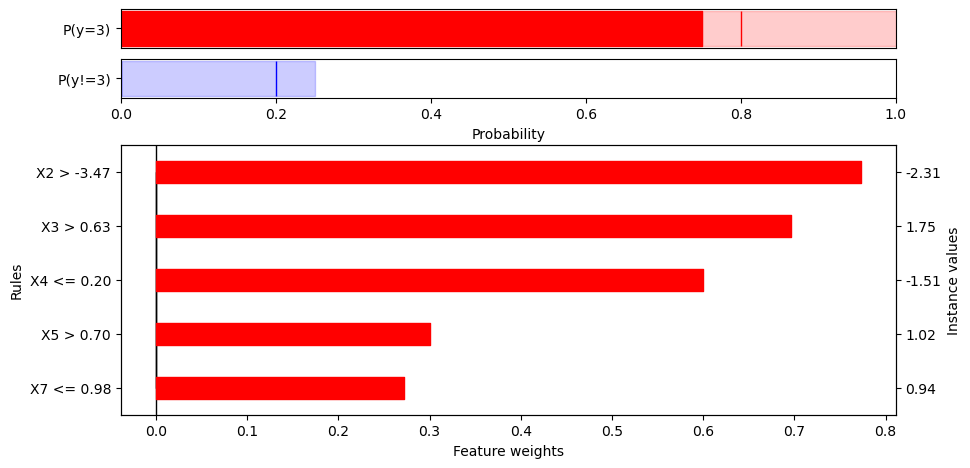 P(y=3)
P(y!=3)
0.0 0.2 0.4 0.6 0.8 1.0
Probability
X2 > -3.47 -2.31
X3 > 0.63 1.75
X4 <= 0.20 -1.51
X5 > 0.70 1.02
X7 <= 0.98 0.94
Rules
Instance values
0.0 0.1 0.2 0.3 0.4 0.5 0.6 0.7 0.8
Feature weights